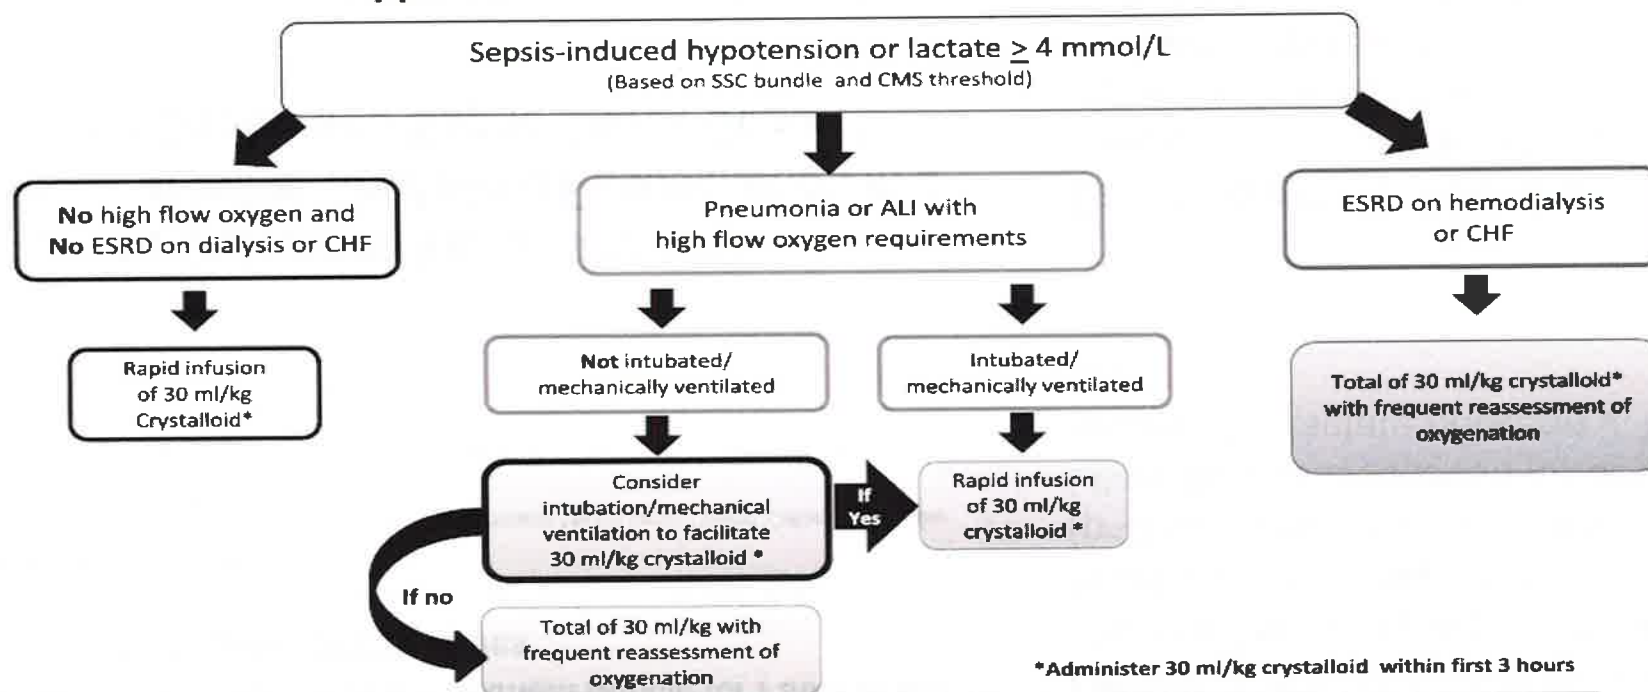 Sepsis-induced hypotension or lactate ≥ 4 mmol/L
(Based on SSC bundle and CMS threshold)
No high flow oxygen and
No ESRD on dialysis or CHF
Pneumonia or ALI with
high flow oxygen requirements
ESRD on hemodialysis
or CHF
Rapid infusion
of 30 ml/kg
Crystalloid*
Not intubated/
mechanically ventilated
Intubated/
mechanically ventilated
Total of 30 ml/kg crystalloid*
with frequent reassessment of
oxygenation
Consider
intubation/mechanical
ventilation to facilitate
30 ml/kg crystalloid *
If
Yes
Rapid infusion
of 30 ml/kg
crystalloid *
If no
Total of 30 ml/kg with
frequent reassessment of
oxygenation
*Administer 30 ml/kg crystalloid within first 3 hours